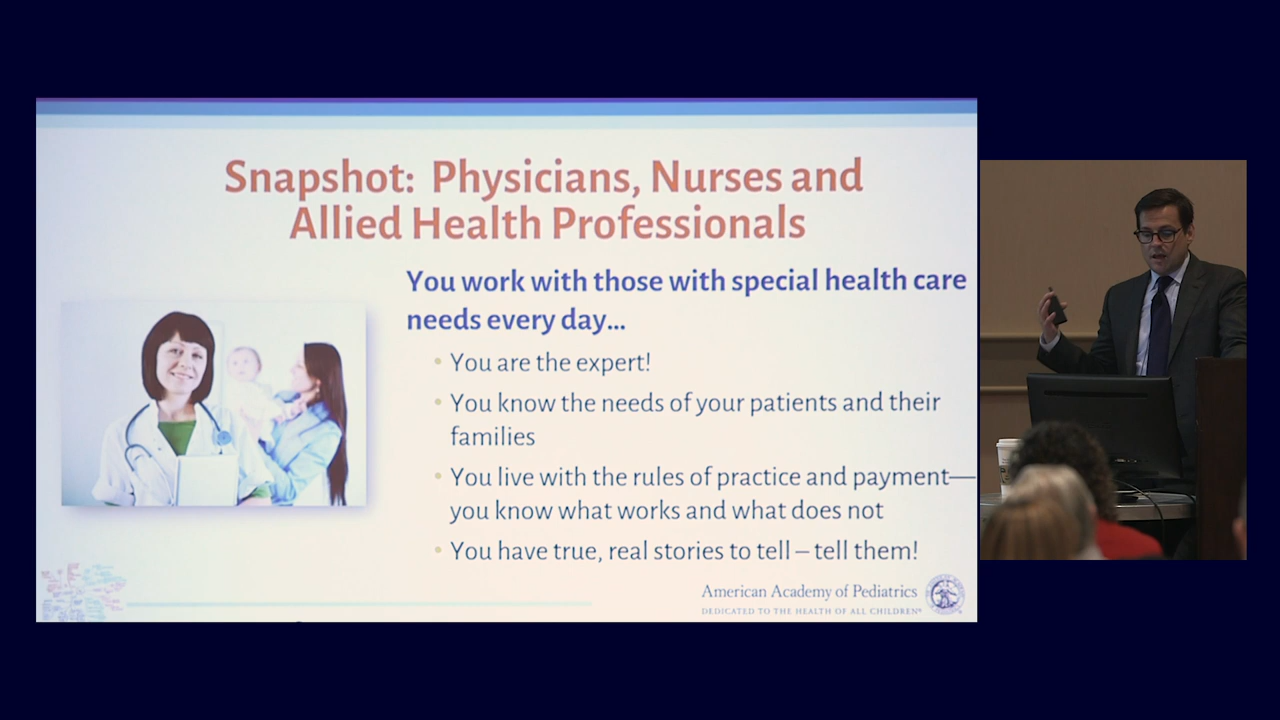 Snapshot: Physicians, Nurses and
Allied Health Professionals
You work with those with special health care
needs every day...
• You are the expert!
• You know the needs of your patients and their
families
• You live with the rules of practice and payment—
you know what works and what does not
• You have true, real stories to tell – tell them!
American Academy of Pediatrics
DEDICATED TO THE HEALTH OF ALL CHILDREN®